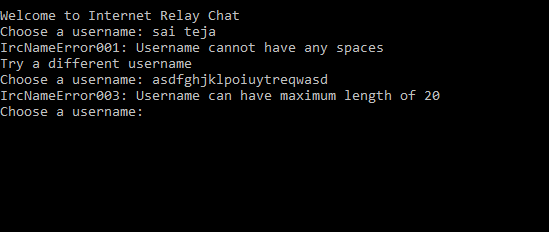 Welcome to Internet Relay Chat
Choose a username: sai teja
IrcNameError001: Username cannot have any spaces
Try a different username
Choose a username: asdfghjklpoiuytreqwasd
IrcNameError003: Username can have maximum length of 20
Choose a username: